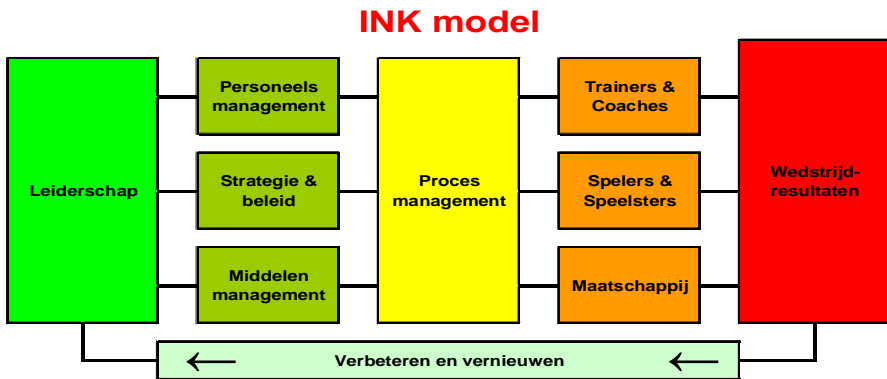 INK model
Leiderschap
Personeels
management
Strategie &
beleid
Middelen
management
Proces
management
Trainers &
Coaches
Spelers &
Speelsters
Maatschappij
Wedstrijd-
resultaten
Verbeteren en vernieuwen